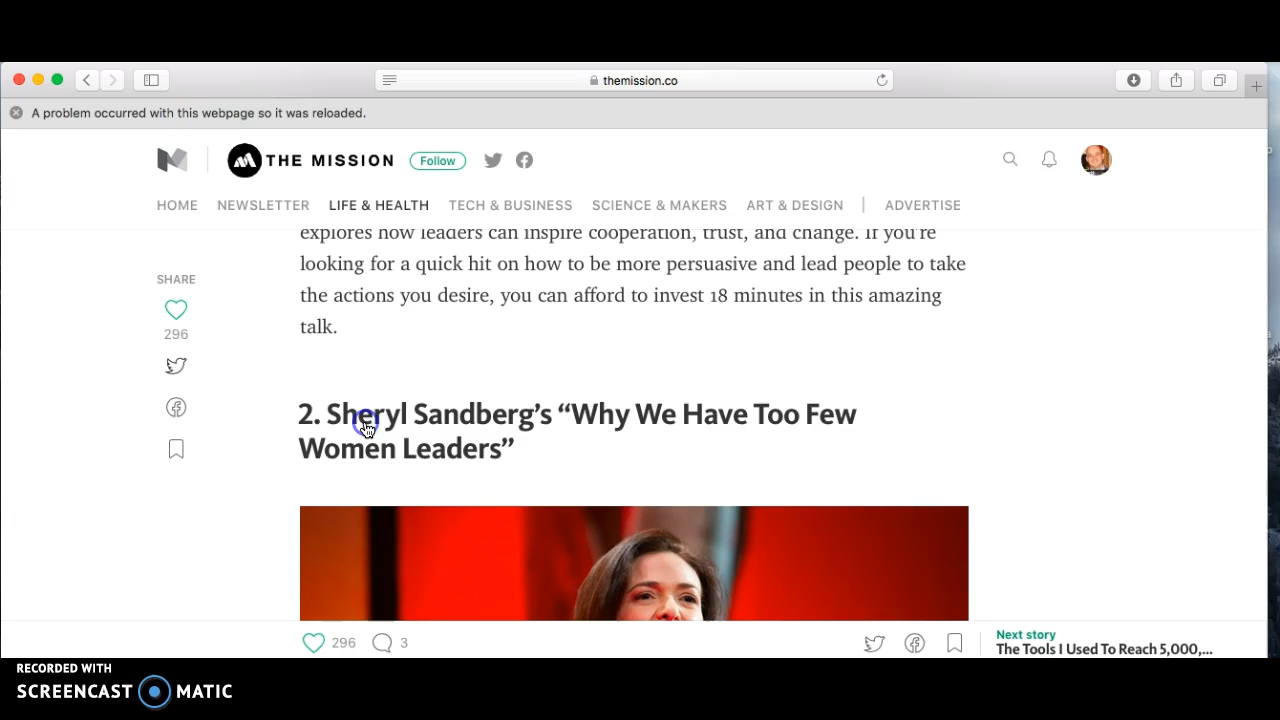 themission.co
A problem occurred with this webpage so it was reloaded.
THE MISSION Follow
HOME NEWSLETTER LIFE & HEALTH TECH & BUSINESS SCIENCE & MAKERS ART & DESIGN | ADVERTISE
explores how leaders can inspire cooperation, trust, and change. If you're
looking for a quick hit on how to be more persuasive and lead people to take
the actions you desire, you can afford to invest 18 minutes in this amazing
talk.
SHARE
296
2. Sheryl Sandberg’s “Why We Have Too Few
Women Leaders”
296 3
Next story
The Tools I Used To Reach 5,000,...
RECORDED WITH
SCREENCAST MATIC